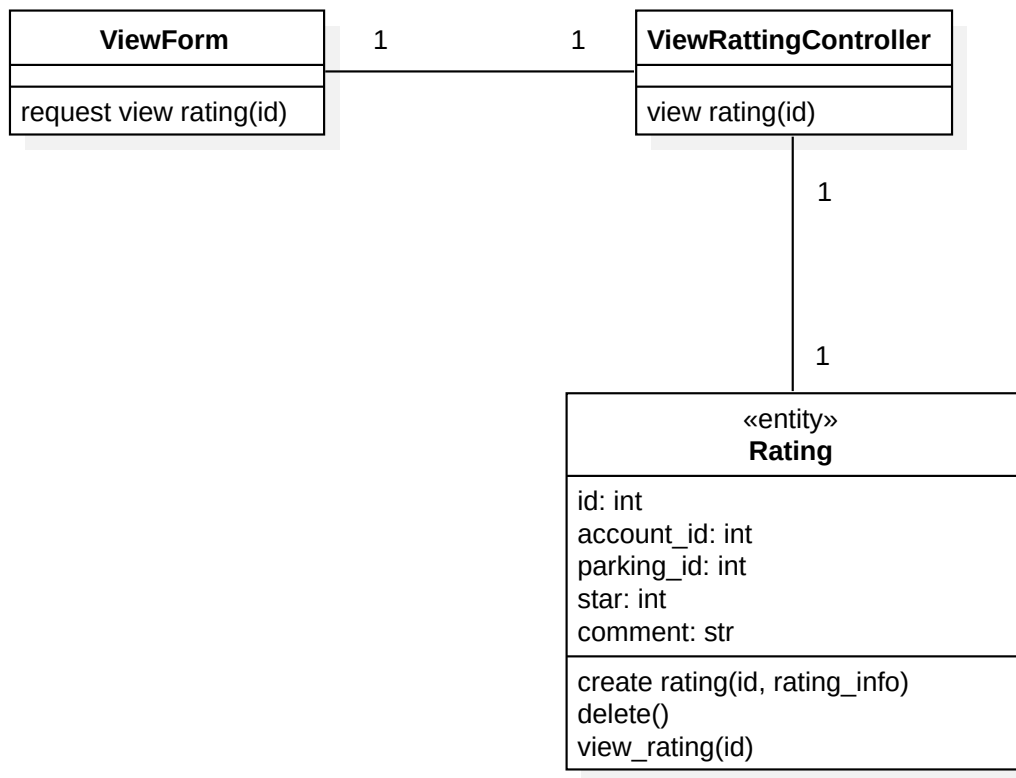 ViewForm
1
1
ViewRattingController
request view rating(id)
view rating(id)
1
1
«entity»
Rating
id: int
account_id: int
parking_id: int
star: int
comment: str
create rating(id, rating_info)
delete()
view_rating(id)